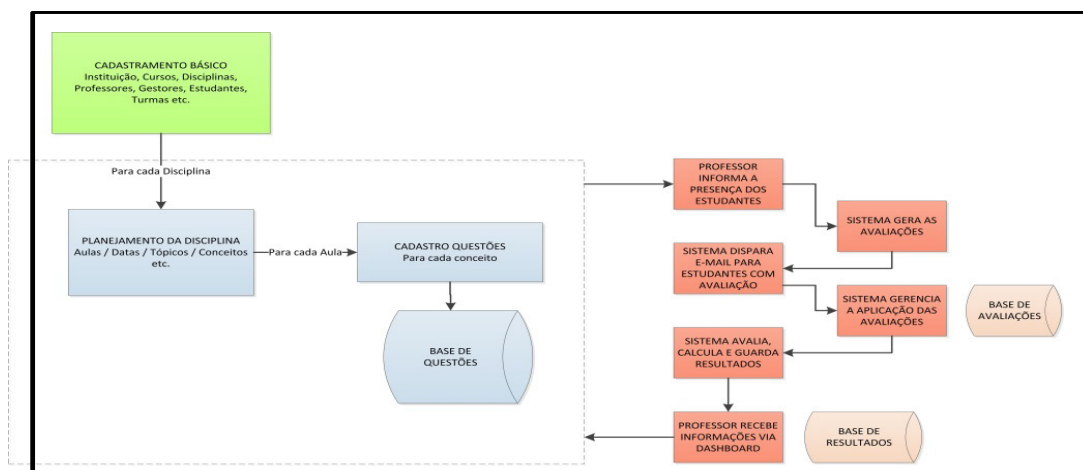 CADASTRAMENTO BÁSICO
Instituição, Cursos, Disciplinas,
Professores, Gestores, Estudantes,
Turmas etc.
Para cada Disciplina
PLANEJAMENTO DA DISCIPLINA
Aulas / Datas / Tópicos / Conceitos
etc.
Para cada Aula
CADASTRO QUESTÕES
Para cada conceito
BASE DE
QUESTÕES
PROFESSOR
INFORMA A
PRESENÇA DOS
ESTUDANTES
SISTEMA GERA AS
AVALIAÇÕES
SISTEMA DISPARA
E-MAIL PARA
ESTUDANTES COM
AVALIAÇÃO
SISTEMA GERENCIA
A APLICAÇÃO DAS
AVALIAÇÕES
BASE DE
AVALIAÇÕES
SISTEMA AVALIA,
CALCULA E GUARDA
RESULTADOS
PROFESSOR RECEBE
INFORMAÇÕES VIA
DASHBOARD
BASE DE
RESULTADOS